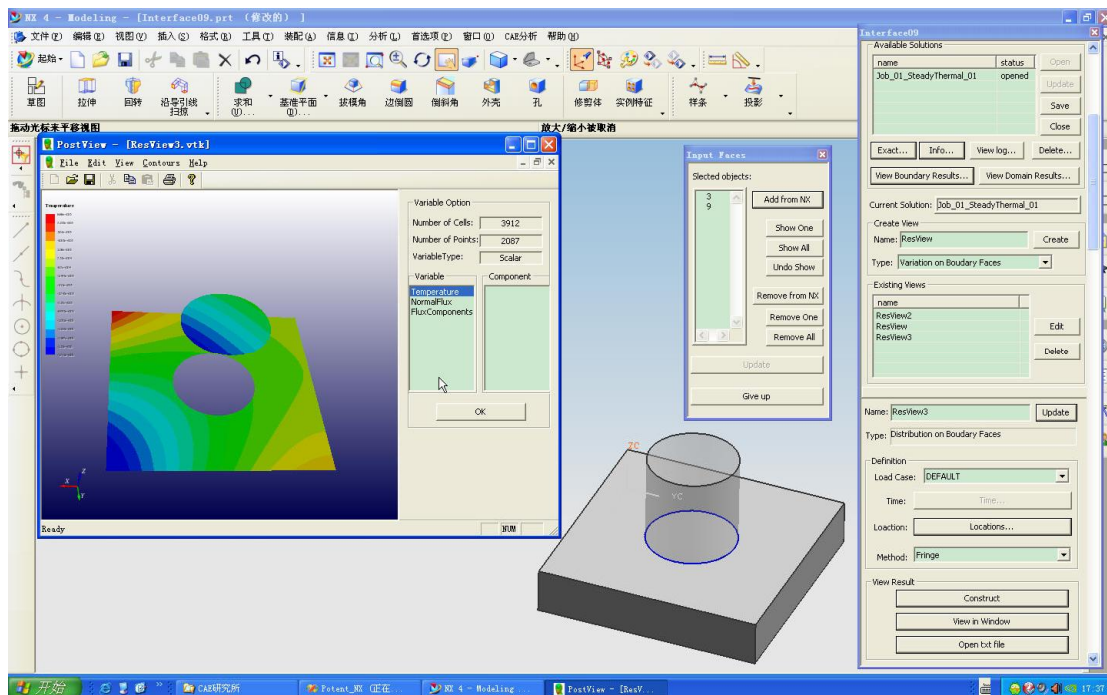 NX 4 - Modeling - [Interface09.prt （修改的） ]
文件(F) 编辑(E) 视图(V) 插入(S) 格式(R) 工具(T) 装配(A) 信息(I) 分析(L) 首选项(P) 窗口(O) CAE分析 帮助(H)
起始
草图 拉伸 回转 沿导引线扫掠 求和(U)... 基准平面(D)... 拔模角 边倒圆 倒斜角 外壳 孔 修剪体 实例特征 样条 投影
拖动光标来平移视图 放大/缩小被取消
PostView - [ResView3.vtk]
File Edit View Contours Help
Temperature
Variable Option
Number of Cells: 3912
Number of Points: 2087
VariableType: Scalar
Variable Component
Temperature
NormalFlux
FluxComponents
OK
X Y Z
Ready NUM
Input Faces
Slected objects:
3
9
Add from NX
Show One
Show All
Undo Show
Remove from NX
Remove One
Remove All
Update
Give up
ZC
YC
Interface09
Available Solutions
name status
Job_01_SteadyThermal_01 opened
Open
Update
Save
Close
Exact... Info... View log... Delete...
View Boundary Results... View Domain Results...
Current Solution: Job_01_SteadyThermal_01
Create View
Name: ResView Create
Type: Variation on Boudary Faces
Existing Views
name
ResView2
ResView
ResView3
Edit
Delete
Name: ResView3 Update
Type: Distribution on Boudary Faces
Definition
Load Case: DEFAULT
Time: Time...
Loaction: Locations...
Method: Fringe
View Result
Construct
View in Window
Open txt file
开始 CAE研究所 Potent_NX (正在... NX 4 - Modeling ... PostView - [ResV... 17:37